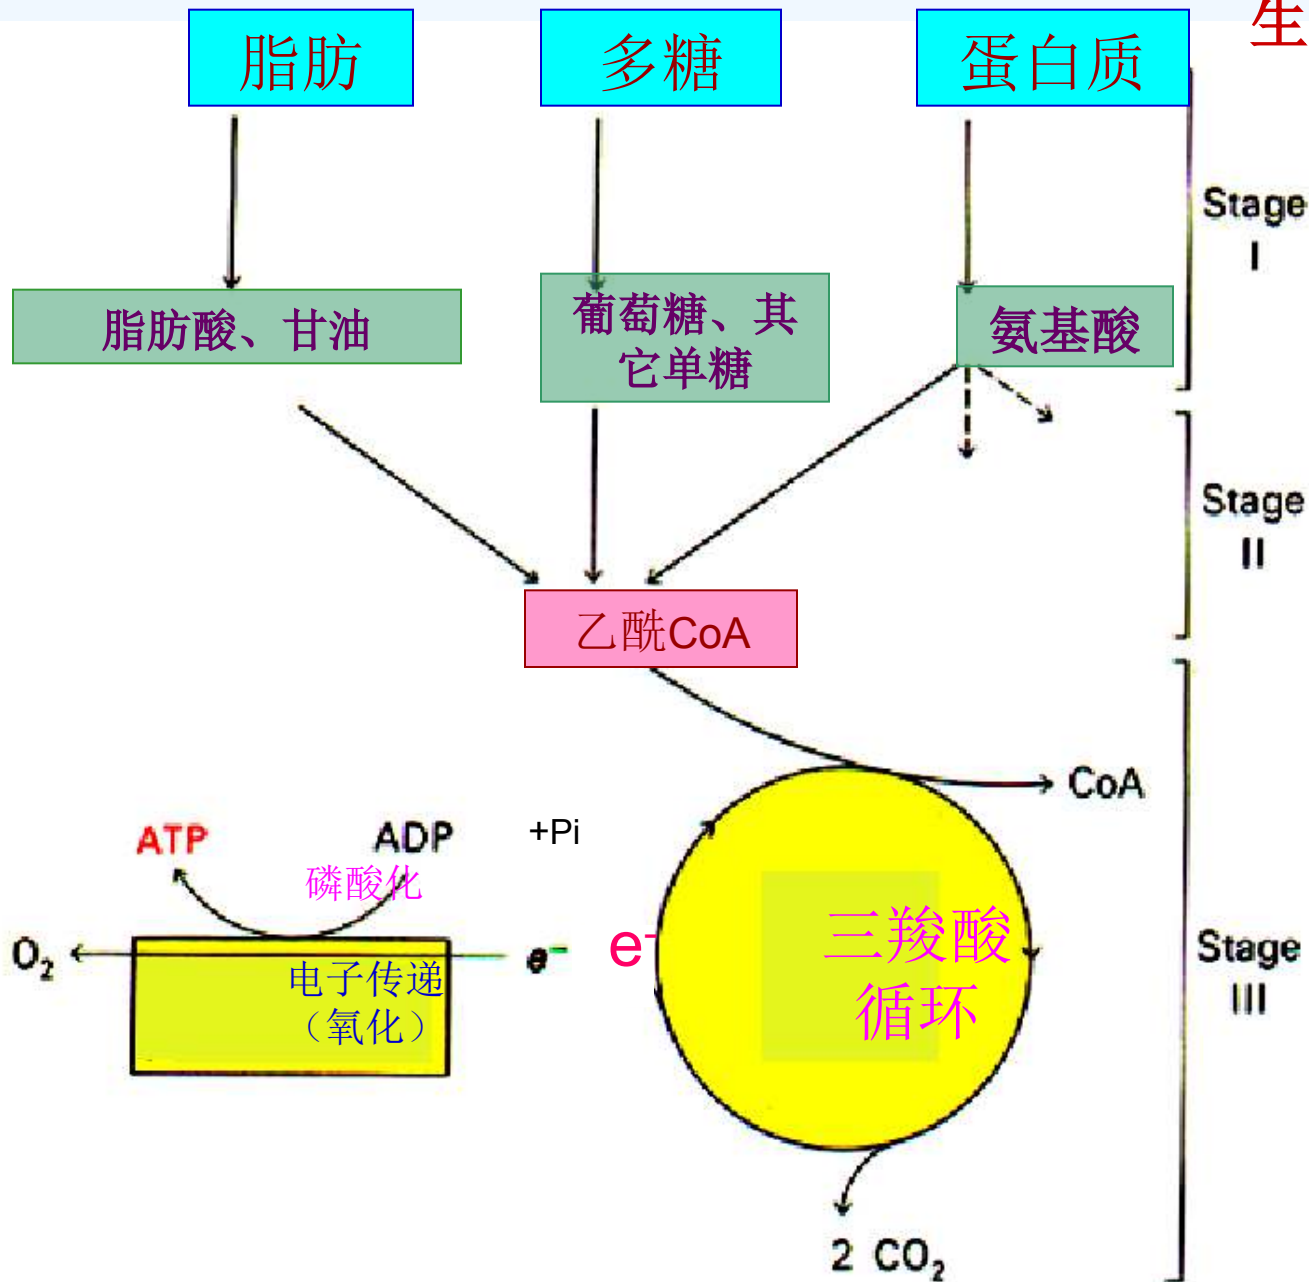 生
脂肪
多糖
蛋白质
Stage
I
脂肪酸、甘油
葡萄糖、其
它单糖
氨基酸
Stage
II
乙酰CoA
CoA
ATP
ADP
+Pi
磷酸化
O₂
e⁻
e⁻
电子传递
（氧化）
三羧酸
循环
Stage
III
2 CO₂